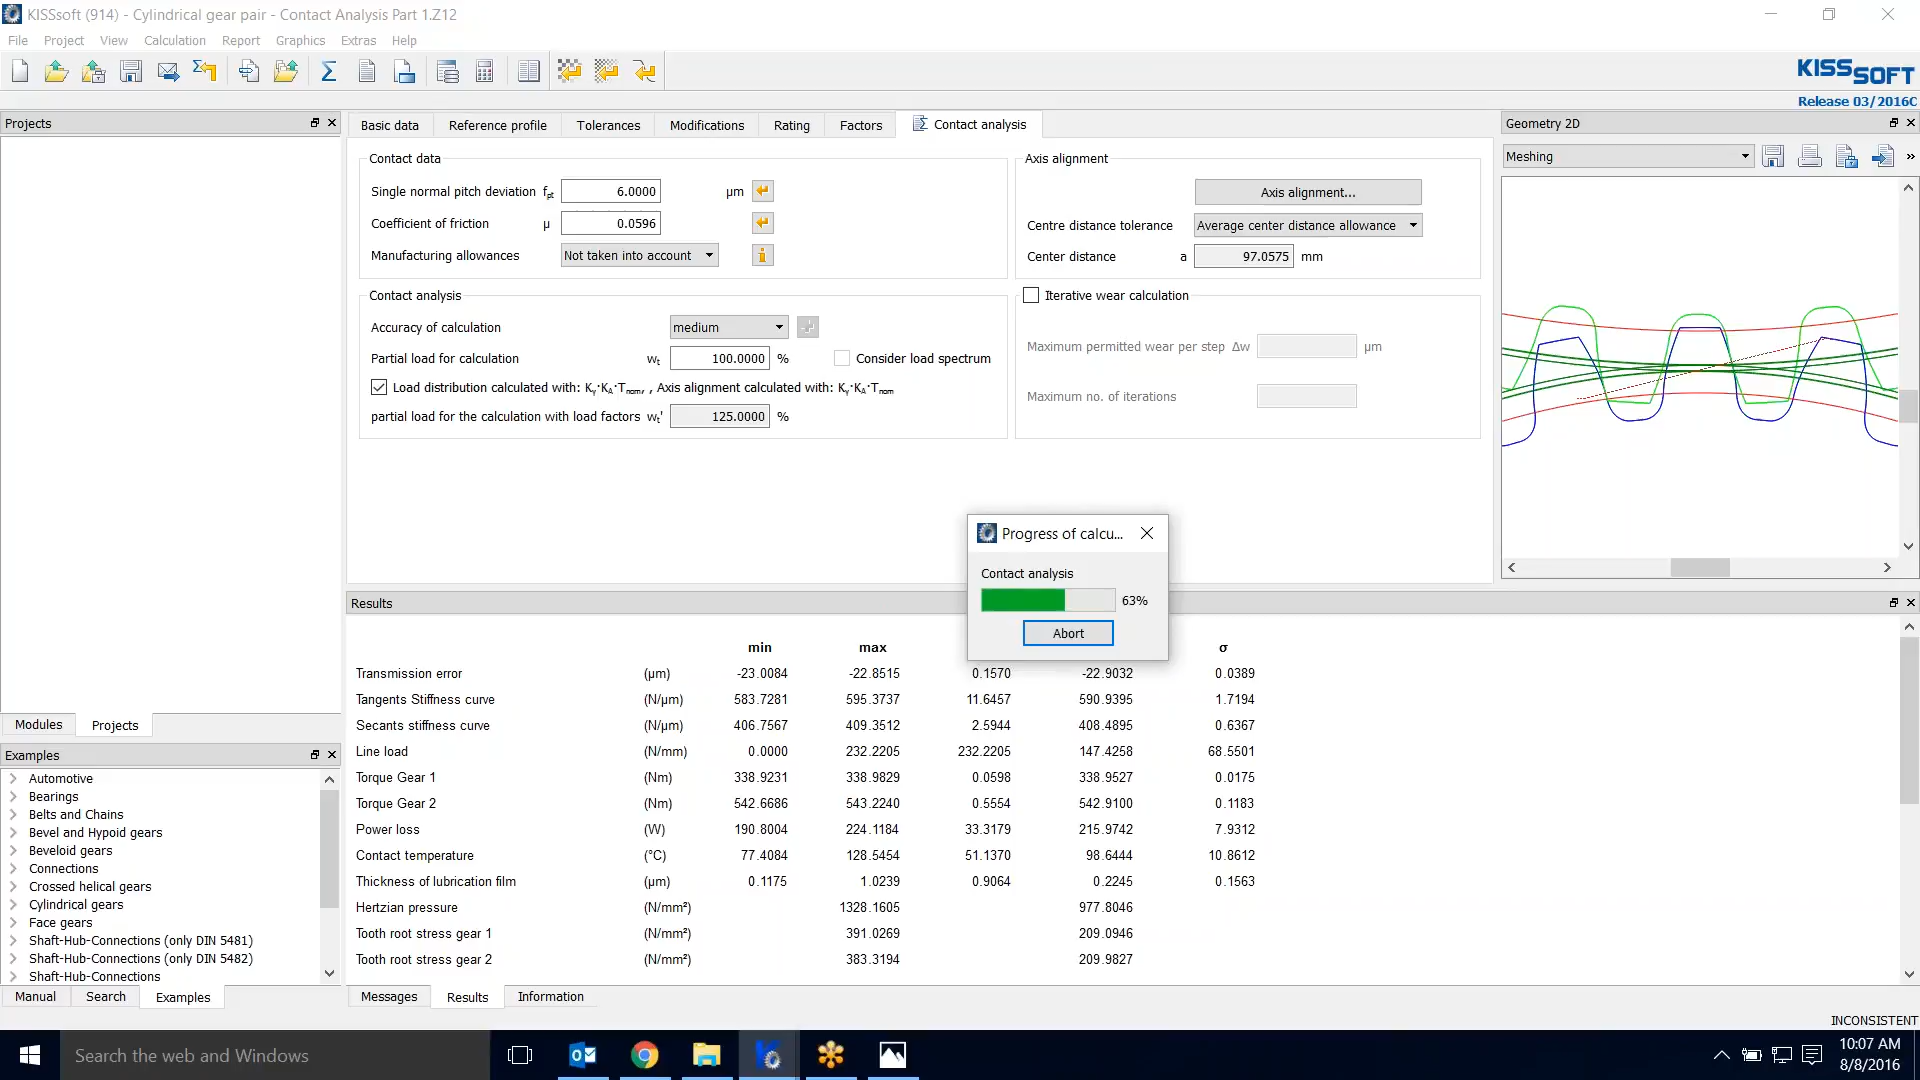 KISSsoft (914) - Cylindrical gear pair - Contact Analysis Part 1.Z12
File Project View Calculation Report Graphics Extras Help
KISSSOFT
Release 03/2016C
Projects
Basic data Reference profile Tolerances Modifications Rating Factors Contact analysis
Geometry 2D
Meshing
Contact data
Single normal pitch deviation fpt 6.0000 µm
Coefficient of friction µ 0.0596
Manufacturing allowances Not taken into account
Axis alignment
Axis alignment...
Centre distance tolerance Average center distance allowance
Center distance a 97.0575 mm
Contact analysis
Accuracy of calculation medium
Partial load for calculation wt 100.0000 % Consider load spectrum
Load distribution calculated with: Kγ·KA·Tnom, , Axis alignment calculated with: Kγ·KA·Tnom
partial load for the calculation with load factors wt' 125.0000 %
Iterative wear calculation
Maximum permitted wear per step Δw µm
Maximum no. of iterations
Progress of calcu...
Contact analysis
63%
Abort
Results
min max σ
Transmission error (µm) -23.0084 -22.8515 0.1570 -22.9032 0.0389
Tangents Stiffness curve (N/µm) 583.7281 595.3737 11.6457 590.9395 1.7194
Secants stiffness curve (N/µm) 406.7567 409.3512 2.5944 408.4895 0.6367
Line load (N/mm) 0.0000 232.2205 232.2205 147.4258 68.5501
Torque Gear 1 (Nm) 338.9231 338.9829 0.0598 338.9527 0.0175
Torque Gear 2 (Nm) 542.6686 543.2240 0.5554 542.9100 0.1183
Power loss (W) 190.8004 224.1184 33.3179 215.9742 7.9312
Contact temperature (°C) 77.4084 128.5454 51.1370 98.6444 10.8612
Thickness of lubrication film (µm) 0.1175 1.0239 0.9064 0.2245 0.1563
Hertzian pressure (N/mm²) 1328.1605 977.8046
Tooth root stress gear 1 (N/mm²) 391.0269 209.0946
Tooth root stress gear 2 (N/mm²) 383.3194 209.9827
Messages Results Information
Modules Projects
Examples
Automotive
Bearings
Belts and Chains
Bevel and Hypoid gears
Beveloid gears
Connections
Crossed helical gears
Cylindrical gears
Face gears
Shaft-Hub-Connections (only DIN 5481)
Shaft-Hub-Connections (only DIN 5482)
Shaft-Hub-Connections
Manual Search Examples
INCONSISTENT
Search the web and Windows
10:07 AM
8/8/2016